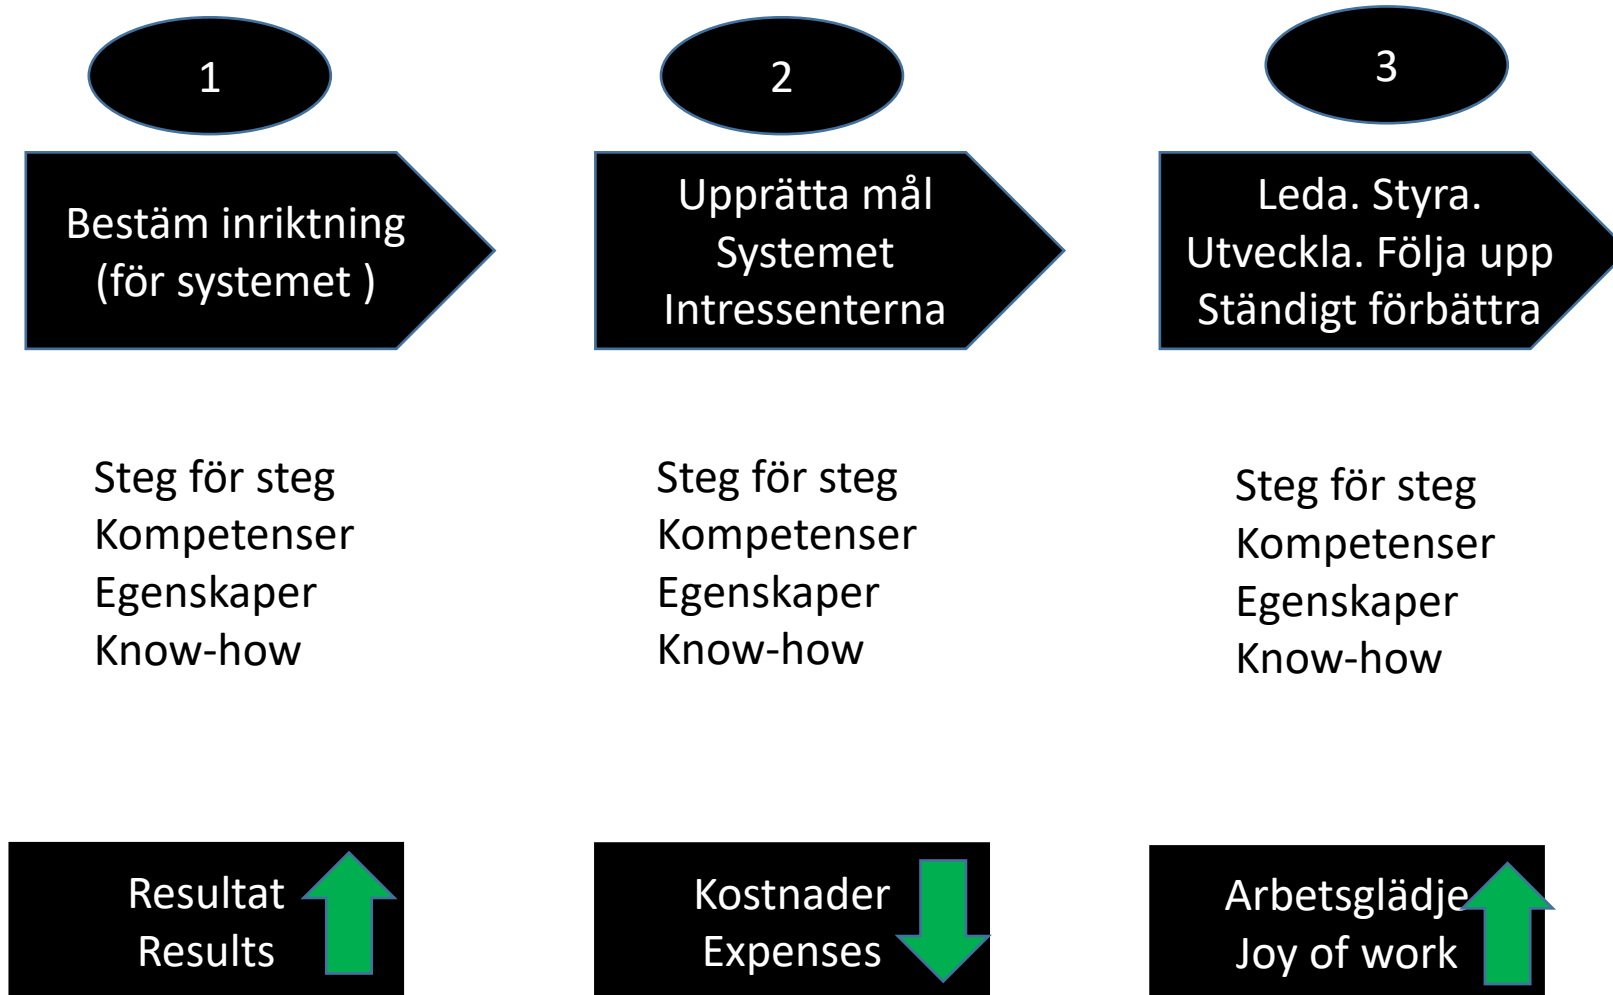 1
Bestäm inriktning
(för systemet )
Steg för steg
Kompetenser
Egenskaper
Know-how
Resultat
Results
2
Upprätta mål
Systemet
Intressenterna
Steg för steg
Kompetenser
Egenskaper
Know-how
Kostnader
Expenses
3
Leda. Styra.
Utveckla. Följa upp
Ständigt förbättra
Steg för steg
Kompetenser
Egenskaper
Know-how
Arbetsglädje
Joy of work